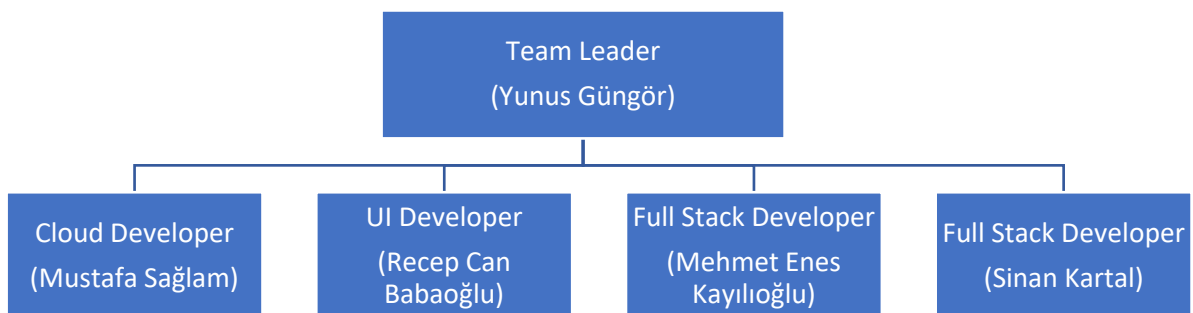 Team Leader
(Yunus Güngör)
Cloud Developer
(Mustafa Sağlam)
UI Developer
(Recep Can
Babaoğlu)
Full Stack Developer
(Mehmet Enes
Kayılıoğlu)
Full Stack Developer
(Sinan Kartal)